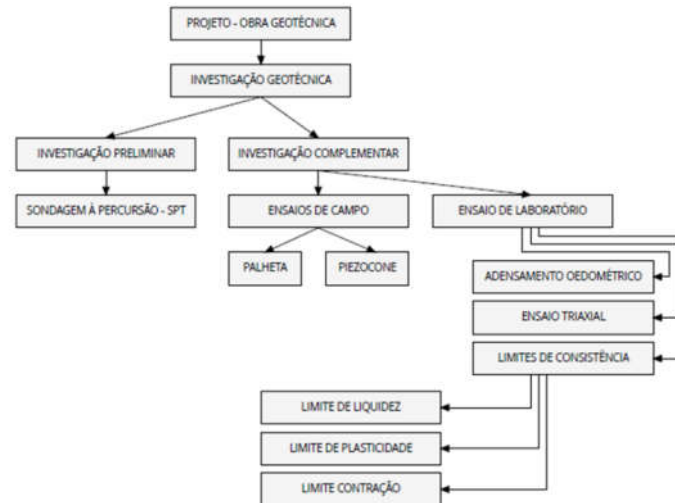 PROJETO - OBRA GEOTÉCNICA
INVESTIGAÇÃO GEOTÉCNICA
INVESTIGAÇÃO PRELIMINAR
INVESTIGAÇÃO COMPLEMENTAR
SONDAGEM À PERCURSÃO - SPT
ENSAIOS DE CAMPO
ENSAIO DE LABORATÓRIO
PALHETA
PIEZOCONE
ADENSAMENTO OEDOMÉTRICO
ENSAIO TRIAXIAL
LIMITES DE CONSISTÊNCIA
LIMITE DE LIQUIDEZ
LIMITE DE PLASTICIDADE
LIMITE CONTRAÇÃO